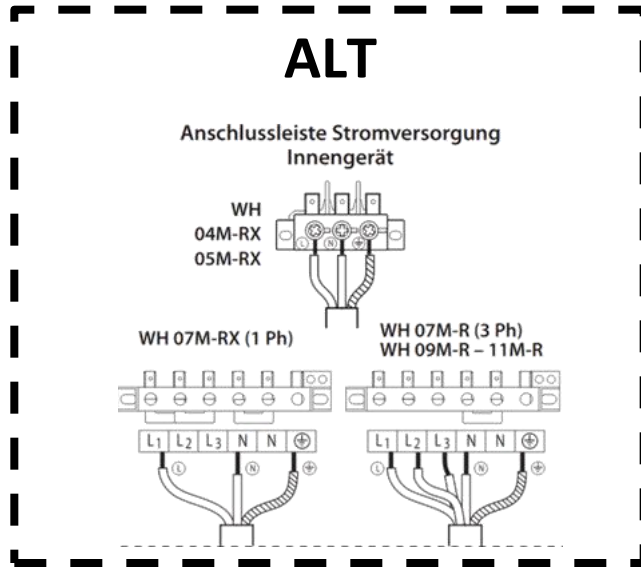 ALT
Anschlussleiste Stromversorgung
Innengerät
WH
04M-RX
05M-RX
L N
WH 07M-RX (1 Ph)
WH 07M-R (3 Ph)
WH 09M-R – 11M-R
L1 L2 L3 N N
L N
L1 L2 L3 N N
L N